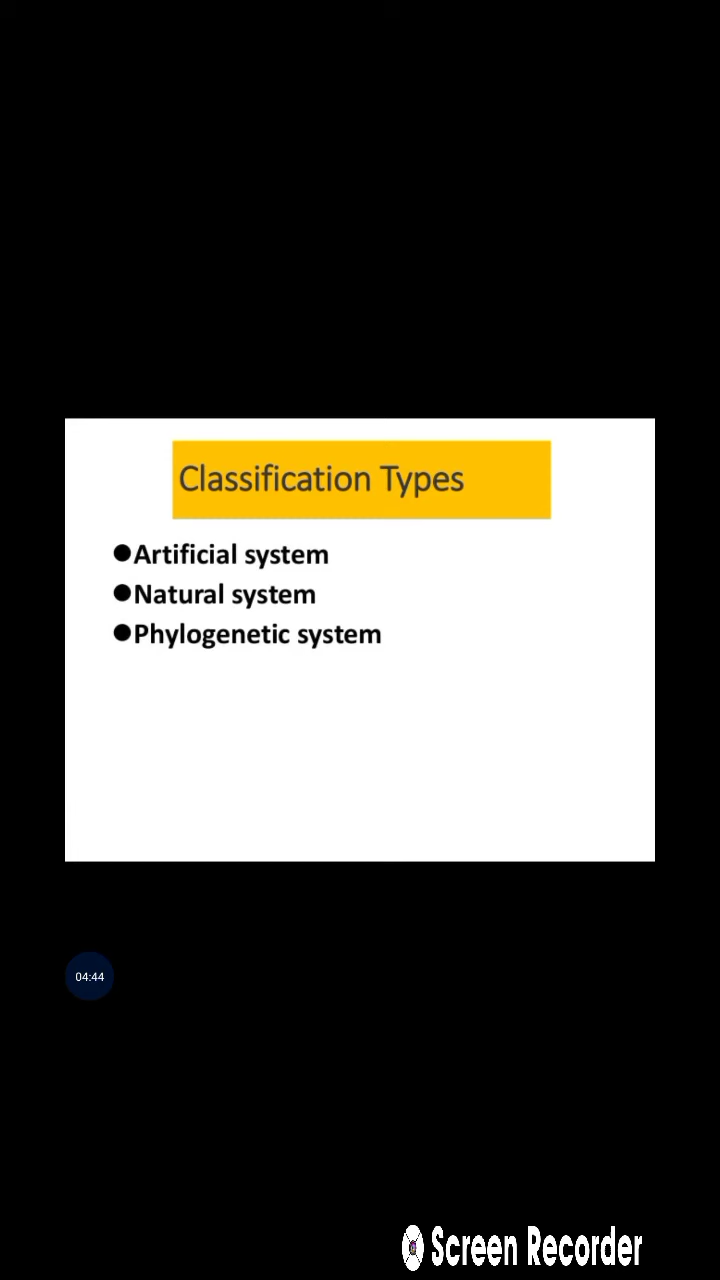 Classification Types
●Artificial system
●Natural system
●Phylogenetic system
04:44
Screen Recorder